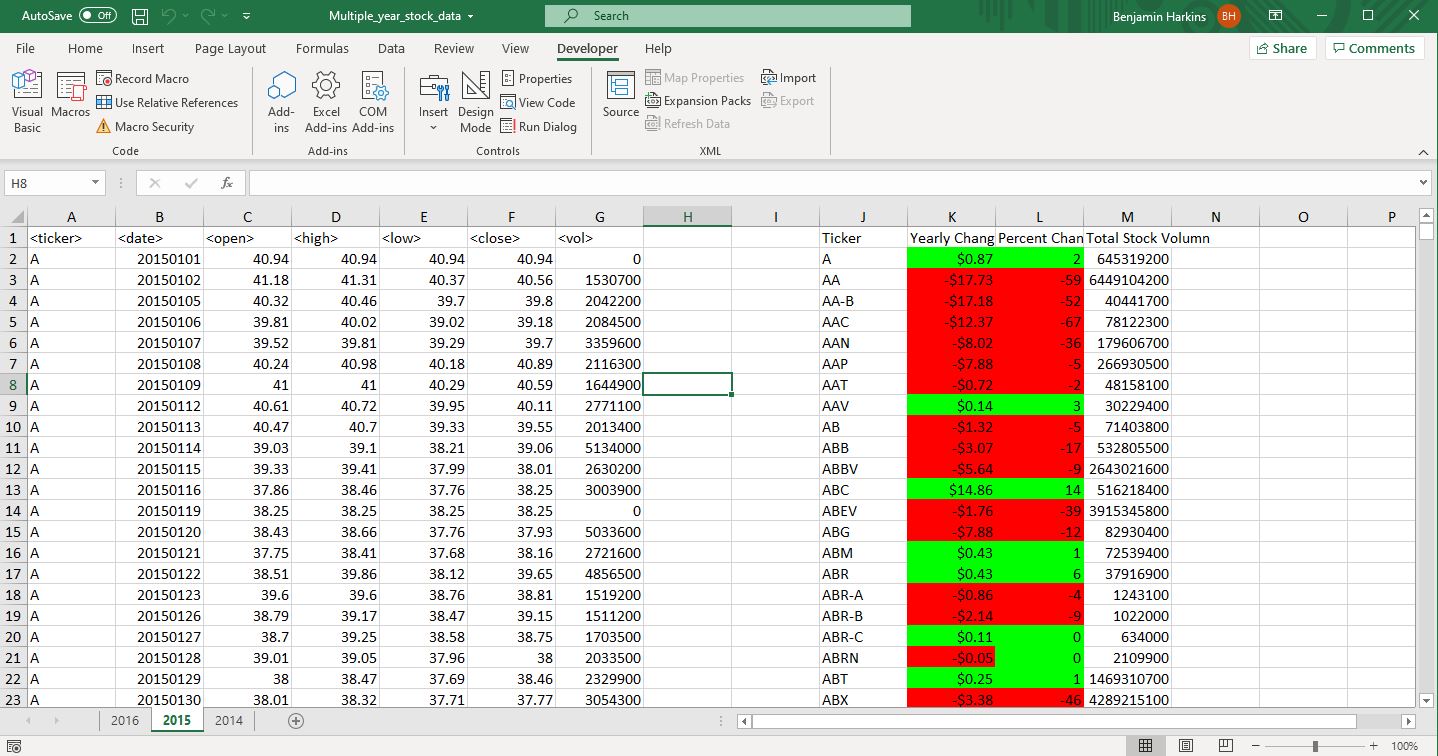 AutoSave Off Multiple_year_stock_data Search Benjamin Harkins BH
File Home Insert Page Layout Formulas Data Review View Developer Help Share Comments
Visual Basic Macros Record Macro Use Relative References Macro Security
Add-ins Excel Add-ins COM Add-ins
Insert Design Mode Properties View Code Run Dialog
Source Map Properties Expansion Packs Refresh Data Import Export
Code Add-ins Controls XML
H8 fx
A B C D E F G H I J K L M N O P
1 <ticker> <date> <open> <high> <low> <close> <vol> Ticker Yearly Chang Percent Chan Total Stock Volumn
2 A 20150101 40.94 40.94 40.94 40.94 0 A $0.87 2 645319200
3 A 20150102 41.18 41.31 40.37 40.56 1530700 AA -$17.73 -59 6449104200
4 A 20150105 40.32 40.46 39.7 39.8 2042200 AA-B -$17.18 -52 40441700
5 A 20150106 39.81 40.02 39.02 39.18 2084500 AAC -$12.37 -67 78122300
6 A 20150107 39.52 39.81 39.29 39.7 3359600 AAN -$8.02 -36 179606700
7 A 20150108 40.24 40.98 40.18 40.89 2116300 AAP -$7.88 -5 266930500
8 A 20150109 41 41 40.29 40.59 1644900 AAT -$0.72 -2 48158100
9 A 20150112 40.61 40.72 39.95 40.11 2771100 AAV $0.14 3 30229400
10 A 20150113 40.47 40.7 39.33 39.55 2013400 AB -$1.32 -5 71403800
11 A 20150114 39.03 39.1 38.21 39.06 5134000 ABB -$3.07 -17 532805500
12 A 20150115 39.33 39.41 37.99 38.01 2630200 ABBV -$5.64 -9 2643021600
13 A 20150116 37.86 38.46 37.76 38.25 3003900 ABC $14.86 14 516218400
14 A 20150119 38.25 38.25 38.25 38.25 0 ABEV -$1.76 -39 3915345800
15 A 20150120 38.43 38.66 37.76 37.93 5033600 ABG -$7.88 -12 82930400
16 A 20150121 37.75 38.41 37.68 38.16 2721600 ABM $0.43 1 72539400
17 A 20150122 38.51 39.86 38.12 39.65 4856500 ABR $0.43 6 37916900
18 A 20150123 39.6 39.6 38.76 38.81 1519200 ABR-A -$0.86 -4 1243100
19 A 20150126 38.79 39.17 38.47 39.15 1511200 ABR-B -$2.14 -9 1022000
20 A 20150127 38.7 39.25 38.58 38.75 1703500 ABR-C $0.11 0 634000
21 A 20150128 39.01 39.05 37.96 38 2033500 ABRN -$0.05 0 2109900
22 A 20150129 38 38.47 37.69 38.46 2329900 ABT $0.25 1 1469310700
23 A 20150130 38.01 38.32 37.71 37.77 3054300 ABX -$3.38 -46 4289215100
2016 2015 2014
100%